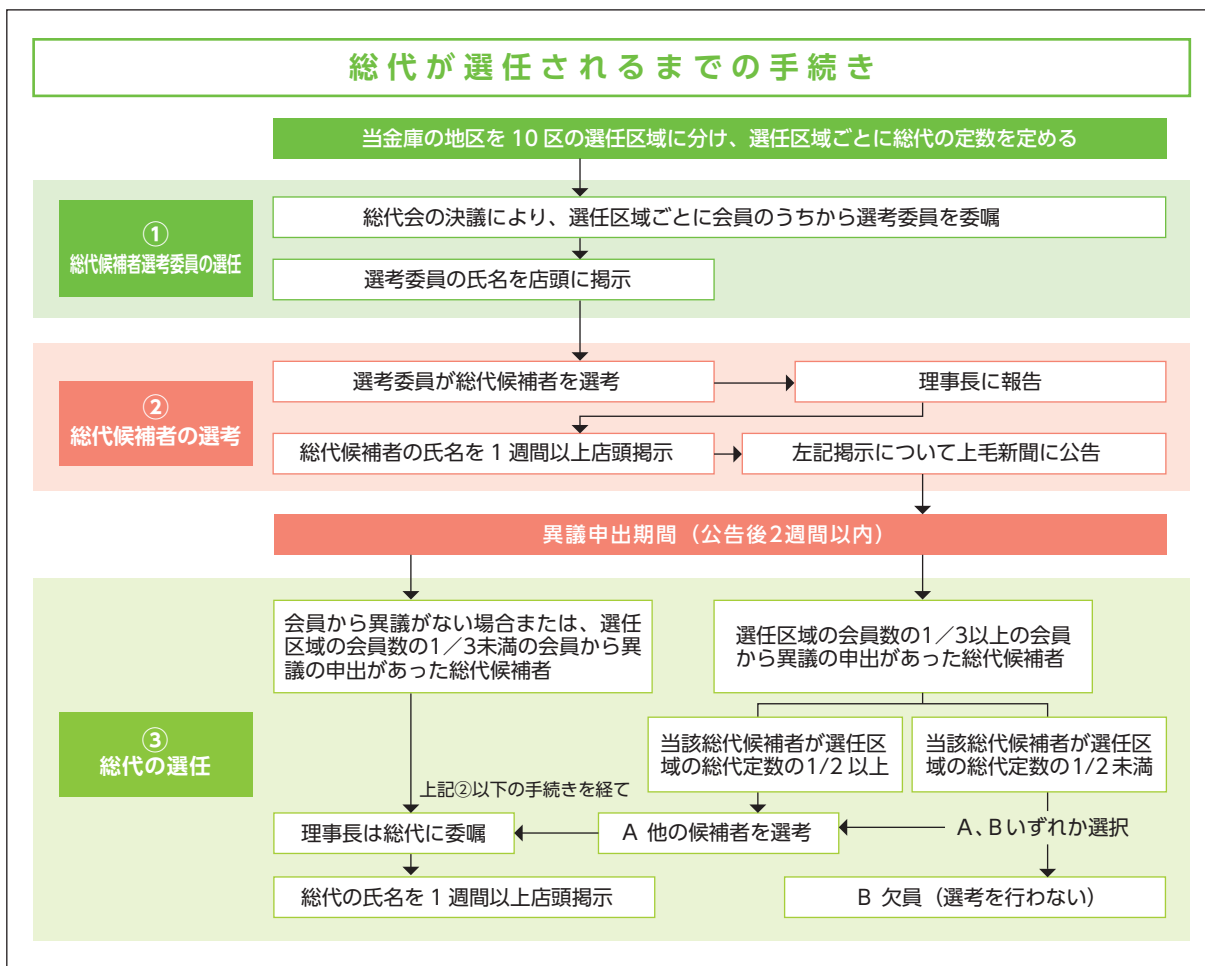 総代が選任されるまでの手続き
当金庫の地区を10区の選任区域に分け、選任区域ごとに総代の定数を定める
①
総代候補者選考委員の選任
総代会の決議により、選任区域ごとに会員のうちから選考委員を委嘱
選考委員の氏名を店頭に掲示
②
総代候補者の選考
選考委員が総代候補者を選考
理事長に報告
総代候補者の氏名を1週間以上店頭掲示
左記掲示について上毛新聞に公告
異議申出期間（公告後2週間以内）
③
総代の選任
会員から異議がない場合または、選任
区域の会員数の1／3未満の会員から異
議の申出があった総代候補者
選任区域の会員数の1／3以上の会員
から異議の申出があった総代候補者
当該総代候補者が選任区
域の総代定数の1/2以上
当該総代候補者が選任区
域の総代定数の1/2未満
上記②以下の手続きを経て
理事長は総代に委嘱
A 他の候補者を選考
A、Bいずれか選択
総代の氏名を1週間以上店頭掲示
B 欠員（選考を行わない）